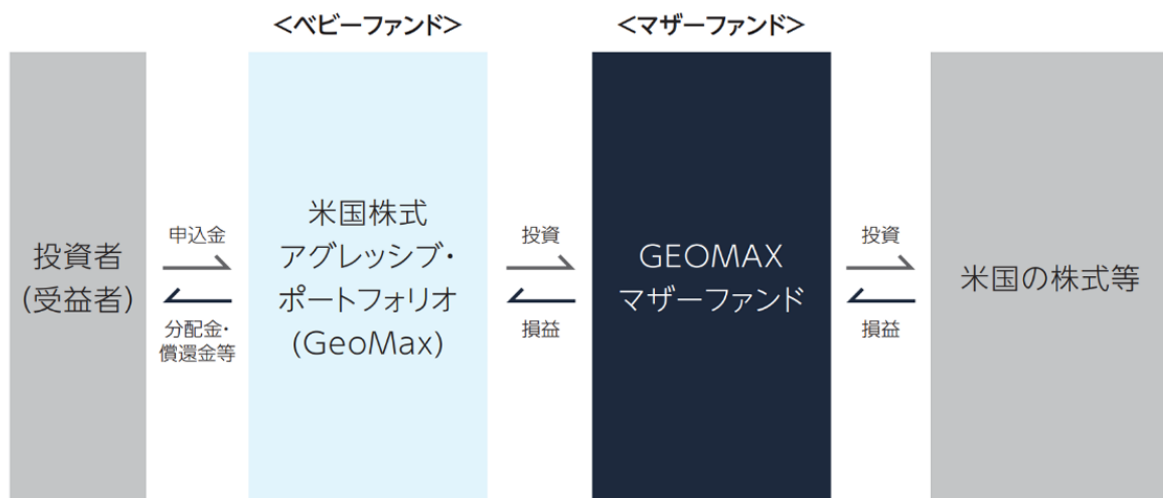 <ベビーファンド>
<マザーファンド>
投資者
(受益者)
申込金
分配金・
償還金等
米国株式
アグレッシブ・
ポートフォリオ
(GeoMax)
投資
損益
GEOMAX
マザーファンド
投資
損益
米国の株式等